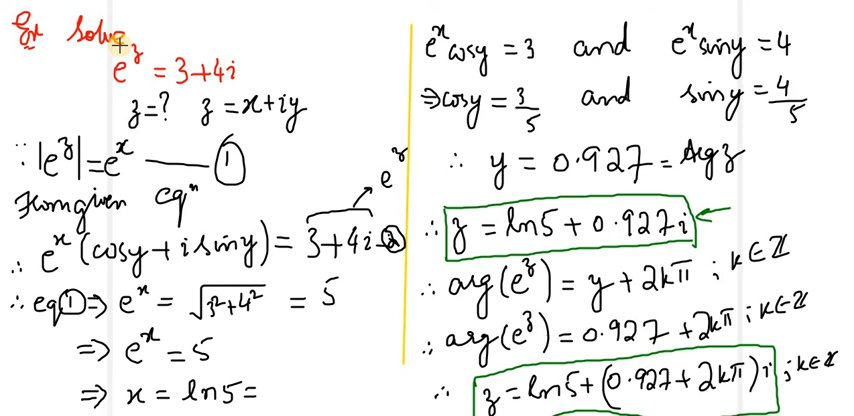 Ex Solve
e^z = 3+4i
z=? z = x+iy
∵ |e^z| = e^x —— ①
From given eqⁿ
e^z
∴ e^x (cosy + i siny) = 3+4i -②
∴ eq① ⇒ e^x = √(3²+4²) = 5
⇒ e^x = 5
⇒ x = ln5 =
e^x cosy = 3 and e^x siny = 4
⇒ cosy = 3/5 and siny = 4/5
∴ y = 0.927 = Arg z
∴ z = ln5 + 0.927i ←
∴ arg(e^z) = y + 2kπ ; k∈ℤ
∴ arg(e^z) = 0.927 + 2kπ ; k∈ℤ
∴ z = ln5 + (0.927 + 2kπ)i ; k∈ℤ